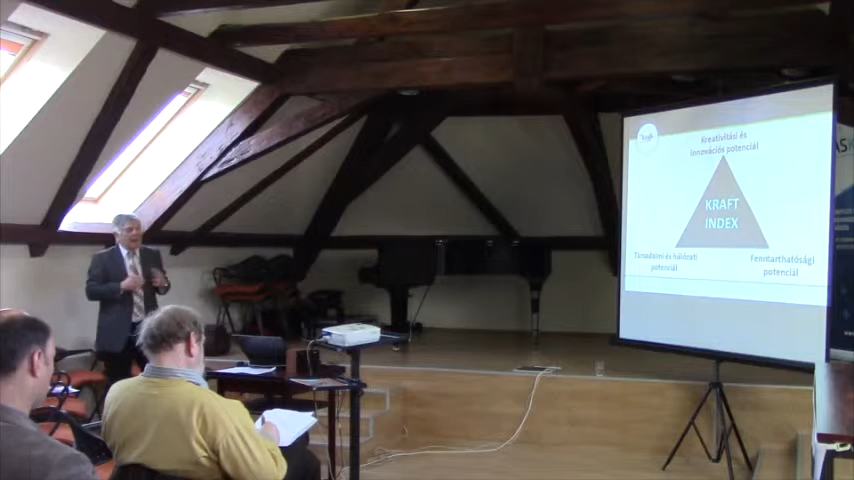 Kreativitási és
innovációs potenciál
KRAFT
INDEX
Társadalmi és hálózati
potenciál
Fenntarthatósági
potenciál